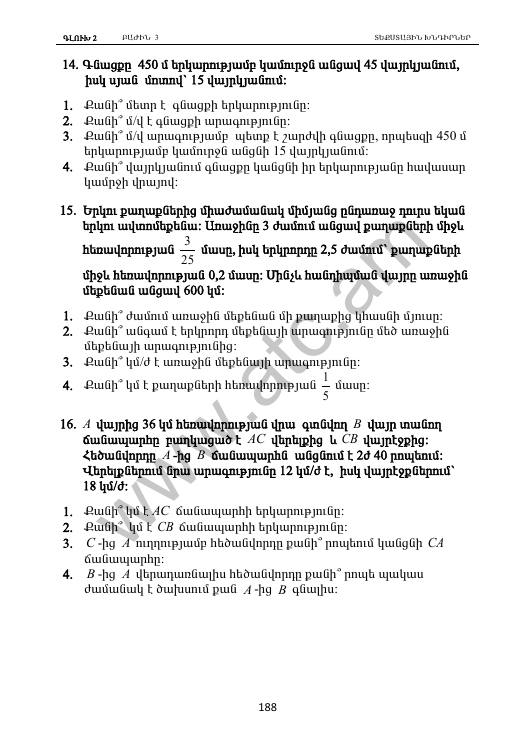 ԳԼՈՒԽ 2 ԲԱԺԻՆ 3 ՏԵՔՍՏԱՅԻՆ ԽՆԴԻՐՆԵՐ
14. Գնացքը 450 մ երկարությամբ կամուրջն անցավ 45 վայրկյանում,
իսկ սյան մոտով՝ 15 վայրկյանում:
1. Քանի՞ մետր է գնացքի երկարությունը:
2. Քանի՞ մ/վ է գնացքի արագությունը:
3. Քանի՞ մ/վ արագությամբ պետք է շարժվի գնացքը, որպեսզի 450 մ
երկարությամբ կամուրջն անցնի 15 վայրկյանում:
4. Քանի՞ վայրկյանում գնացքը կանցնի իր երկարությանը հավասար
կամրջի վրայով:
15. Երկու քաղաքներից միաժամանակ միմյանց ընդառաջ դուրս եկան
երկու ավտոմեքենա: Առաջինը 3 ժամում անցավ քաղաքների միջև
հեռավորության 3/25 մասը, իսկ երկրորդը 2,5 ժամում՝ քաղաքների
միջև հեռավորության 0,2 մասը: Մինչև հանդիպման վայրը առաջին
մեքենան անցավ 600 կմ:
1. Քանի՞ ժամում առաջին մեքենան մի քաղաքից կհասնի մյուսը:
2. Քանի՞ անգամ է երկրորդ մեքենայի արագությունը մեծ առաջին
մեքենայի արագությունից:
3. Քանի՞ կմ/ժ է առաջին մեքենայի արագությունը:
4. Քանի՞ կմ է քաղաքների հեռավորության 1/5 մասը:
16. A վայրից 36 կմ հեռավորության վրա գտնվող B վայր տանող
ճանապարհը բաղկացած է AC վերելքից և CB վայրէջքից:
Հեծանվորդը A -ից B ճանապարհն անցնում է 2ժ 40 րոպեում:
Վերելքներում նրա արագությունը 12 կմ/ժ է, իսկ վայրէջքներում՝
18 կմ/ժ:
1. Քանի՞ կմ է AC ճանապարհի երկարությունը:
2. Քանի՞ կմ է CB ճանապարհի երկարությունը:
3. C -ից A ուղղությամբ հեծանվորդը քանի՞ րոպեում կանցնի CA
ճանապարհը:
4. B -ից A վերադառնալիս հեծանվորդը քանի՞ րոպե պակաս
ժամանակ է ծախսում քան A -ից B գնալիս:
www.atc.am
188